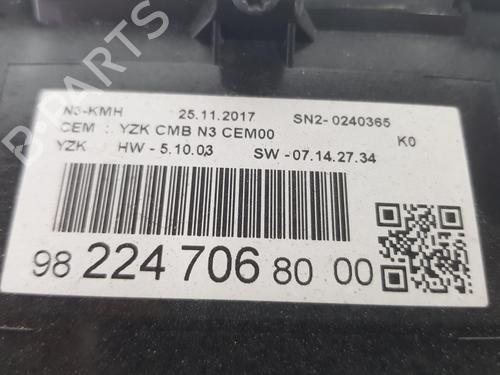 N3-KMH 25.11.2017 SN2- 0240365
CEM : YZK CMB N3 CEM00 K0
YZK HW - 5.10.03 SW -07.14.27.34
98 224 706 80 00